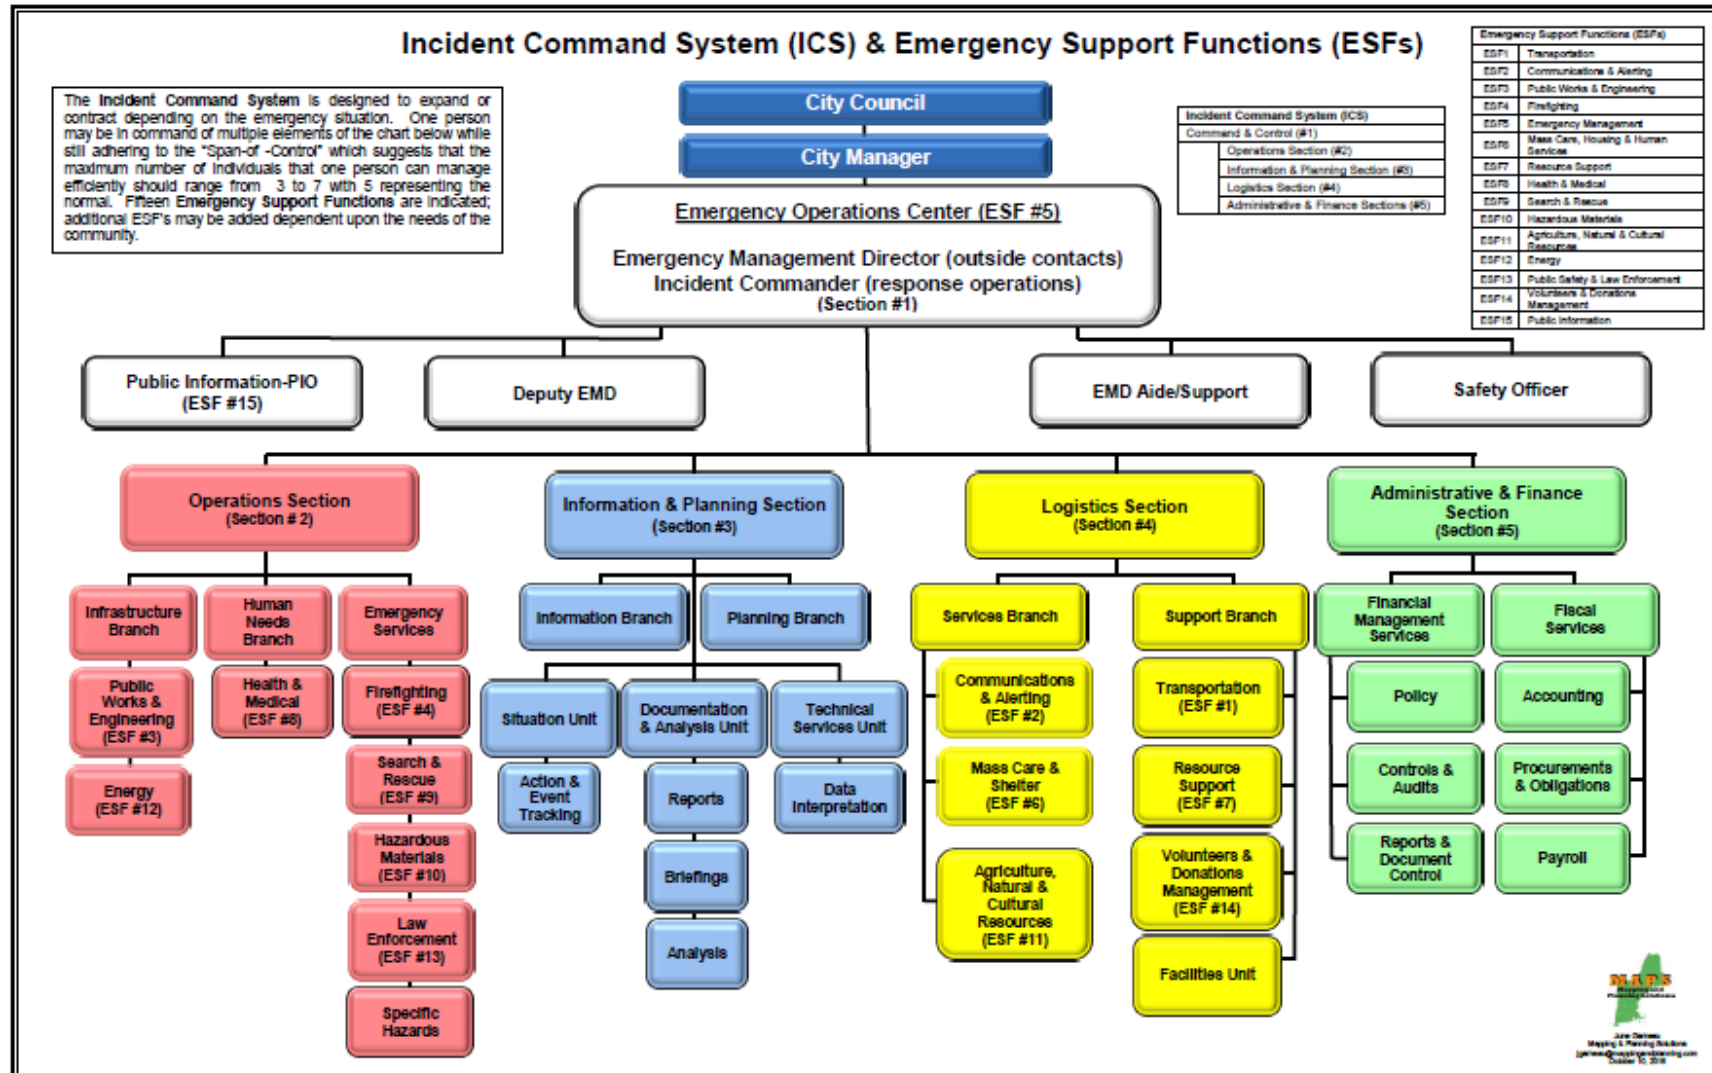 Incident Command System (ICS) & Emergency Support Functions (ESFs)
The Incident Command System is designed to expand or
contract depending on the emergency situation. One person
may be in command of multiple elements of the chart below while
still adhering to the "Span-of -Control" which suggests that the
maximum number of individuals that one person can manage
efficiently should range from 3 to 7 with 5 representing the
normal. Fifteen Emergency Support Functions are indicated;
additional ESF's may be added dependent upon the needs of the
community.
City Council
City Manager
Emergency Operations Center (ESF #5)
Emergency Management Director (outside contacts)
Incident Commander (response operations)
(Section #1)
Incident Command System (ICS)
Command & Control (#1)
Operations Section (#2)
Information & Planning Section (#3)
Logistics Section (#4)
Administrative & Finance Sections (#5)
Emergency Support Functions (ESFs)
ESF1 Transportation
ESF2 Communications & Alerting
ESF3 Public Works & Engineering
ESF4 Firefighting
ESF5 Emergency Management
ESF6 Mass Care, Housing & Human
Services
ESF7 Resource Support
ESF8 Health & Medical
ESF9 Search & Rescue
ESF10 Hazardous Materials
ESF11 Agriculture, Natural & Cultural
Resources
ESF12 Energy
ESF13 Public Safety & Law Enforcement
ESF14 Volunteers & Donations
Management
ESF15 Public Information
Public Information-PIO
(ESF #15)
Deputy EMD
EMD Aide/Support
Safety Officer
Operations Section
(Section # 2)
Infrastructure
Branch
Public
Works &
Engineering
(ESF #3)
Energy
(ESF #12)
Human
Needs
Branch
Health &
Medical
(ESF #8)
Emergency
Services
Firefighting
(ESF #4)
Search &
Rescue
(ESF #9)
Hazardous
Materials
(ESF #10)
Law
Enforcement
(ESF #13)
Specific
Hazards
Information & Planning Section
(Section #3)
Information Branch
Planning Branch
Situation Unit
Action &
Event
Tracking
Documentation
& Analysis Unit
Reports
Briefings
Analysis
Technical
Services Unit
Data
Interpretation
Logistics Section
(Section #4)
Services Branch
Communications
& Alerting
(ESF #2)
Mass Care &
Shelter
(ESF #6)
Agriculture,
Natural &
Cultural
Resources
(ESF #11)
Support Branch
Transportation
(ESF #1)
Resource
Support
(ESF #7)
Volunteers &
Donations
Management
(ESF #14)
Facilities Unit
Administrative & Finance
Section
(Section #5)
Financial
Management
Services
Policy
Controls &
Audits
Reports &
Document
Control
Fiscal
Services
Accounting
Procurements
& Obligations
Payroll
MAPS
Mapping and
Planning Solutions
June Garneau
Mapping & Planning Solutions
October 10, 2018